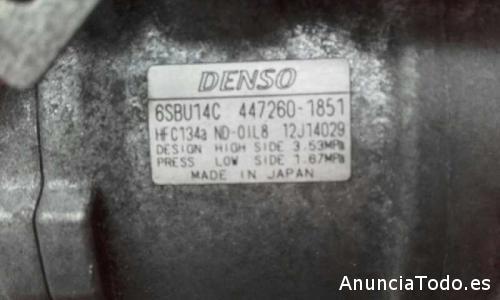 DENSO
6SBU14C 447260-1851
HFC134a ND-OIL8 12J14029
DESIGN HIGH SIDE 3.53MPa
PRESS LOW SIDE 1.67MPa
MADE IN JAPAN
AnunciaTodo.es